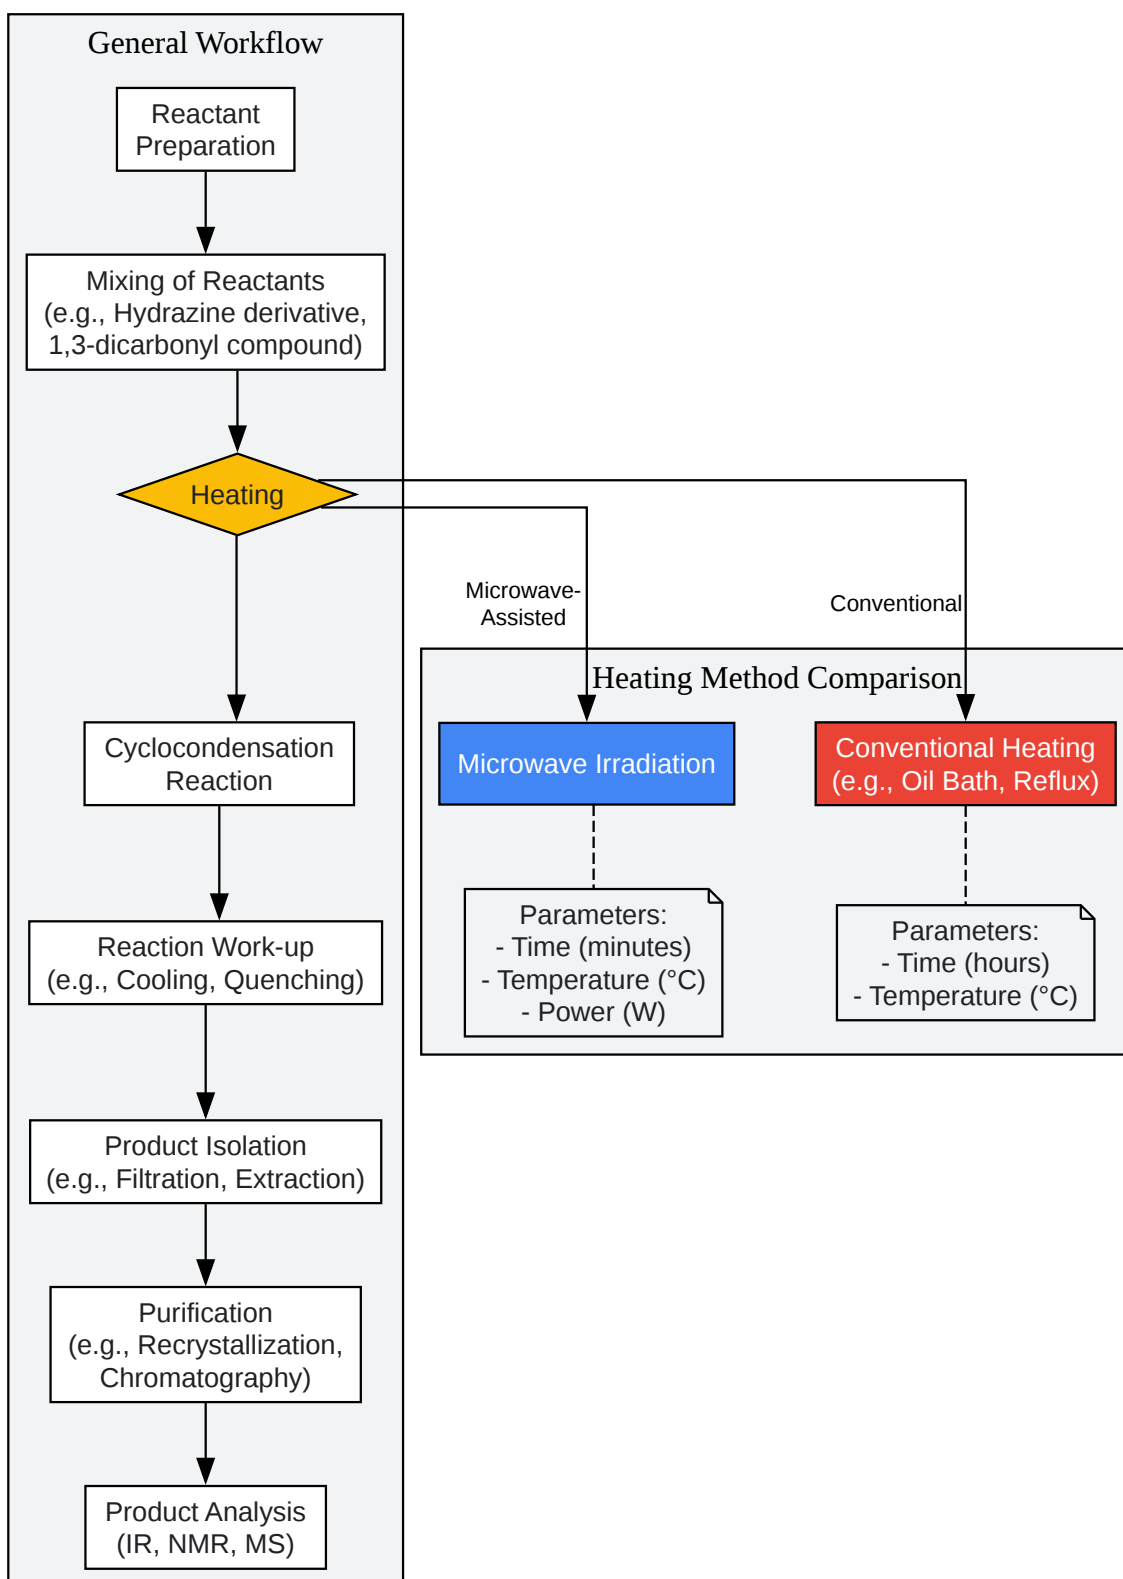 General Workflow
Reactant
Preparation
Mixing of Reactants
(e.g., Hydrazine derivative,
1,3-dicarbonyl compound)
Heating
Microwave-
Assisted
Conventional
Heating Method Comparison
Cyclocondensation
Reaction
Microwave Irradiation
Conventional Heating
(e.g., Oil Bath, Reflux)
Parameters:
- Time (minutes)
- Temperature (°C)
- Power (W)
Parameters:
- Time (hours)
- Temperature (°C)
Reaction Work-up
(e.g., Cooling, Quenching)
Product Isolation
(e.g., Filtration, Extraction)
Purification
(e.g., Recrystallization,
Chromatography)
Product Analysis
(IR, NMR, MS)